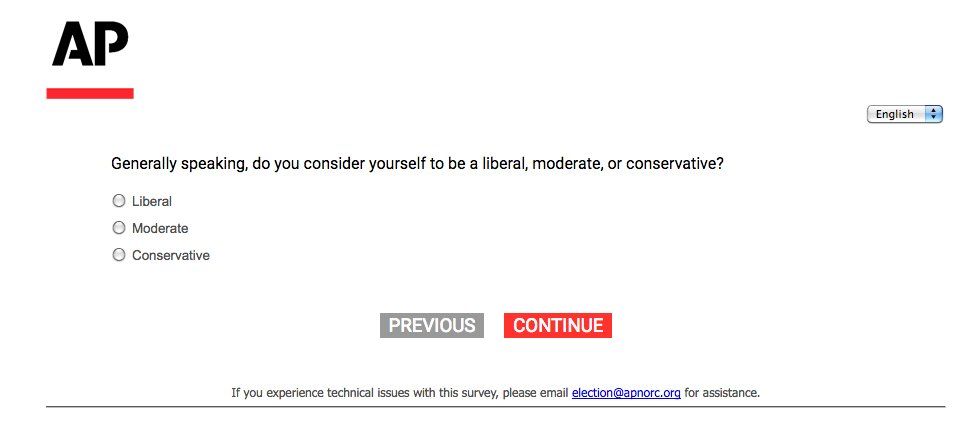 AP
English
Generally speaking, do you consider yourself to be a liberal, moderate, or conservative?
Liberal
Moderate
Conservative
PREVIOUS CONTINUE
If you experience technical issues with this survey, please email election@apnorc.org for assistance.